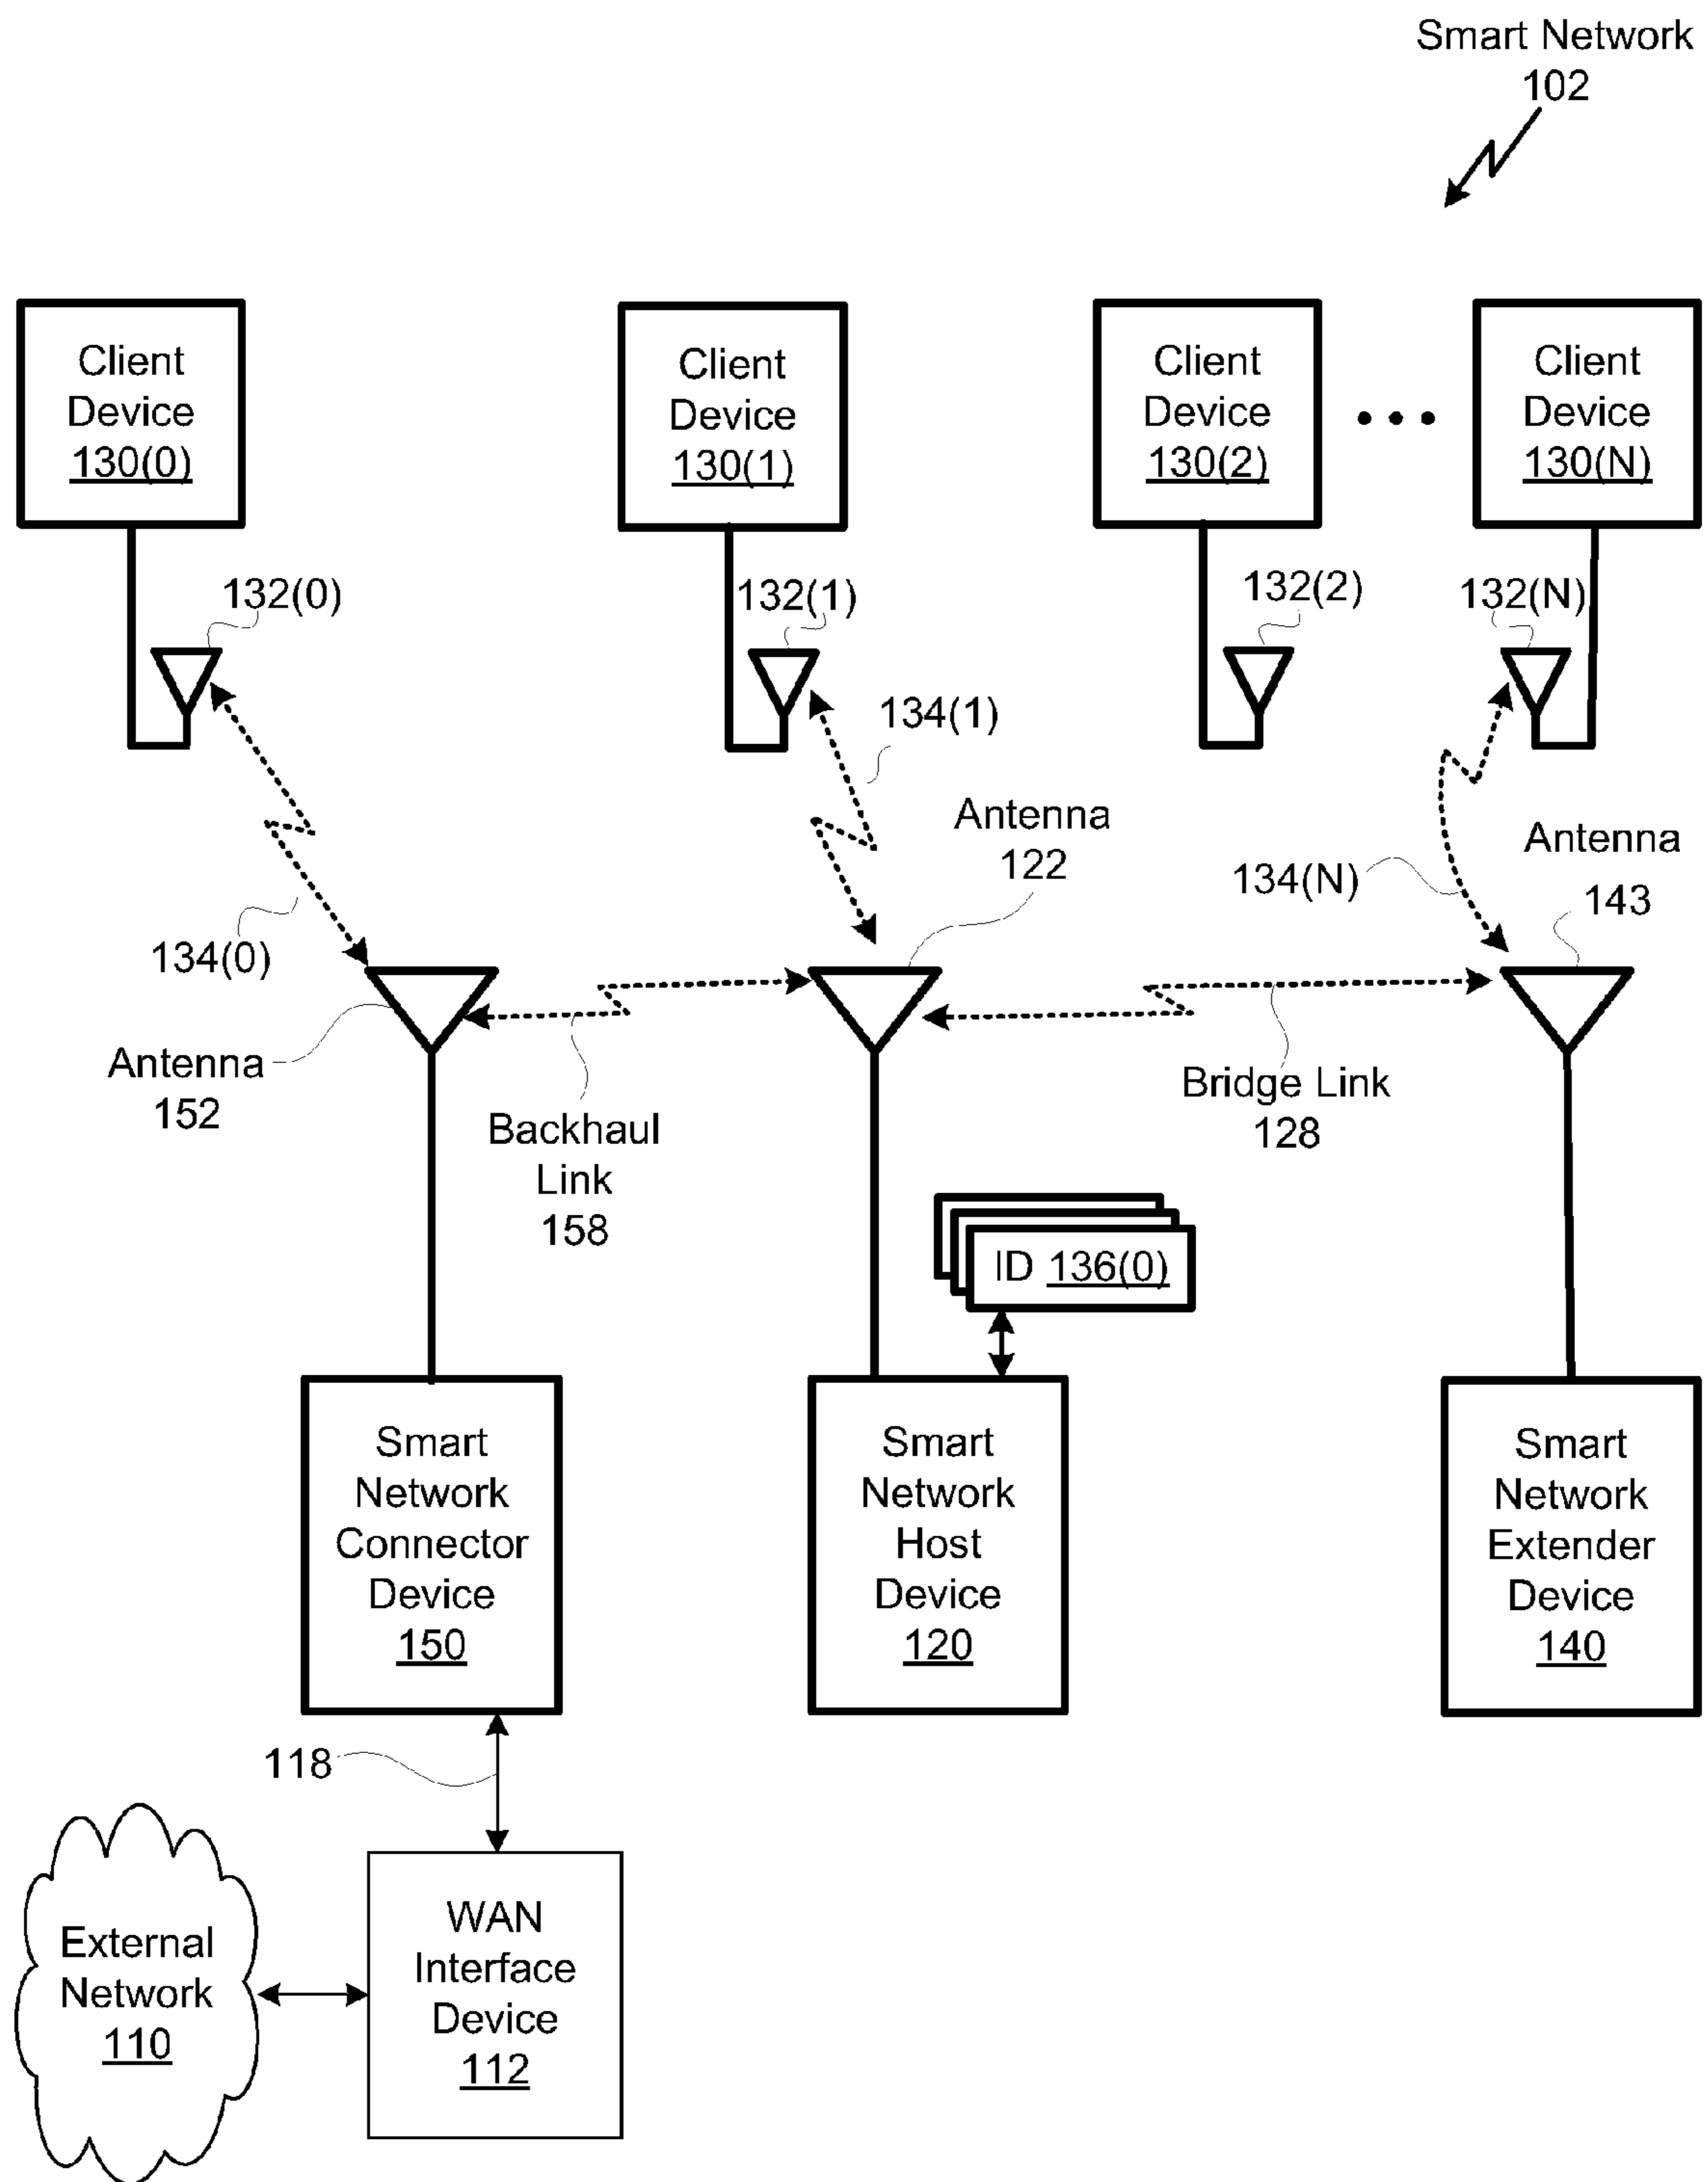 Smart Network
102
Client
Device
130(0)
Client
Device
130(1)
Client
Device
130(2)
Client
Device
130(N)
132(0)
132(1)
132(2)
132(N)
134(1)
Antenna
122
Antenna
143
134(N)
134(0)
Antenna
152
Backhaul
Link
158
Bridge Link
128
ID 136(0)
Smart
Network
Connector
Device
150
Smart
Network
Host
Device
120
Smart
Network
Extender
Device
140
118
External
Network
110
WAN
Interface
Device
112